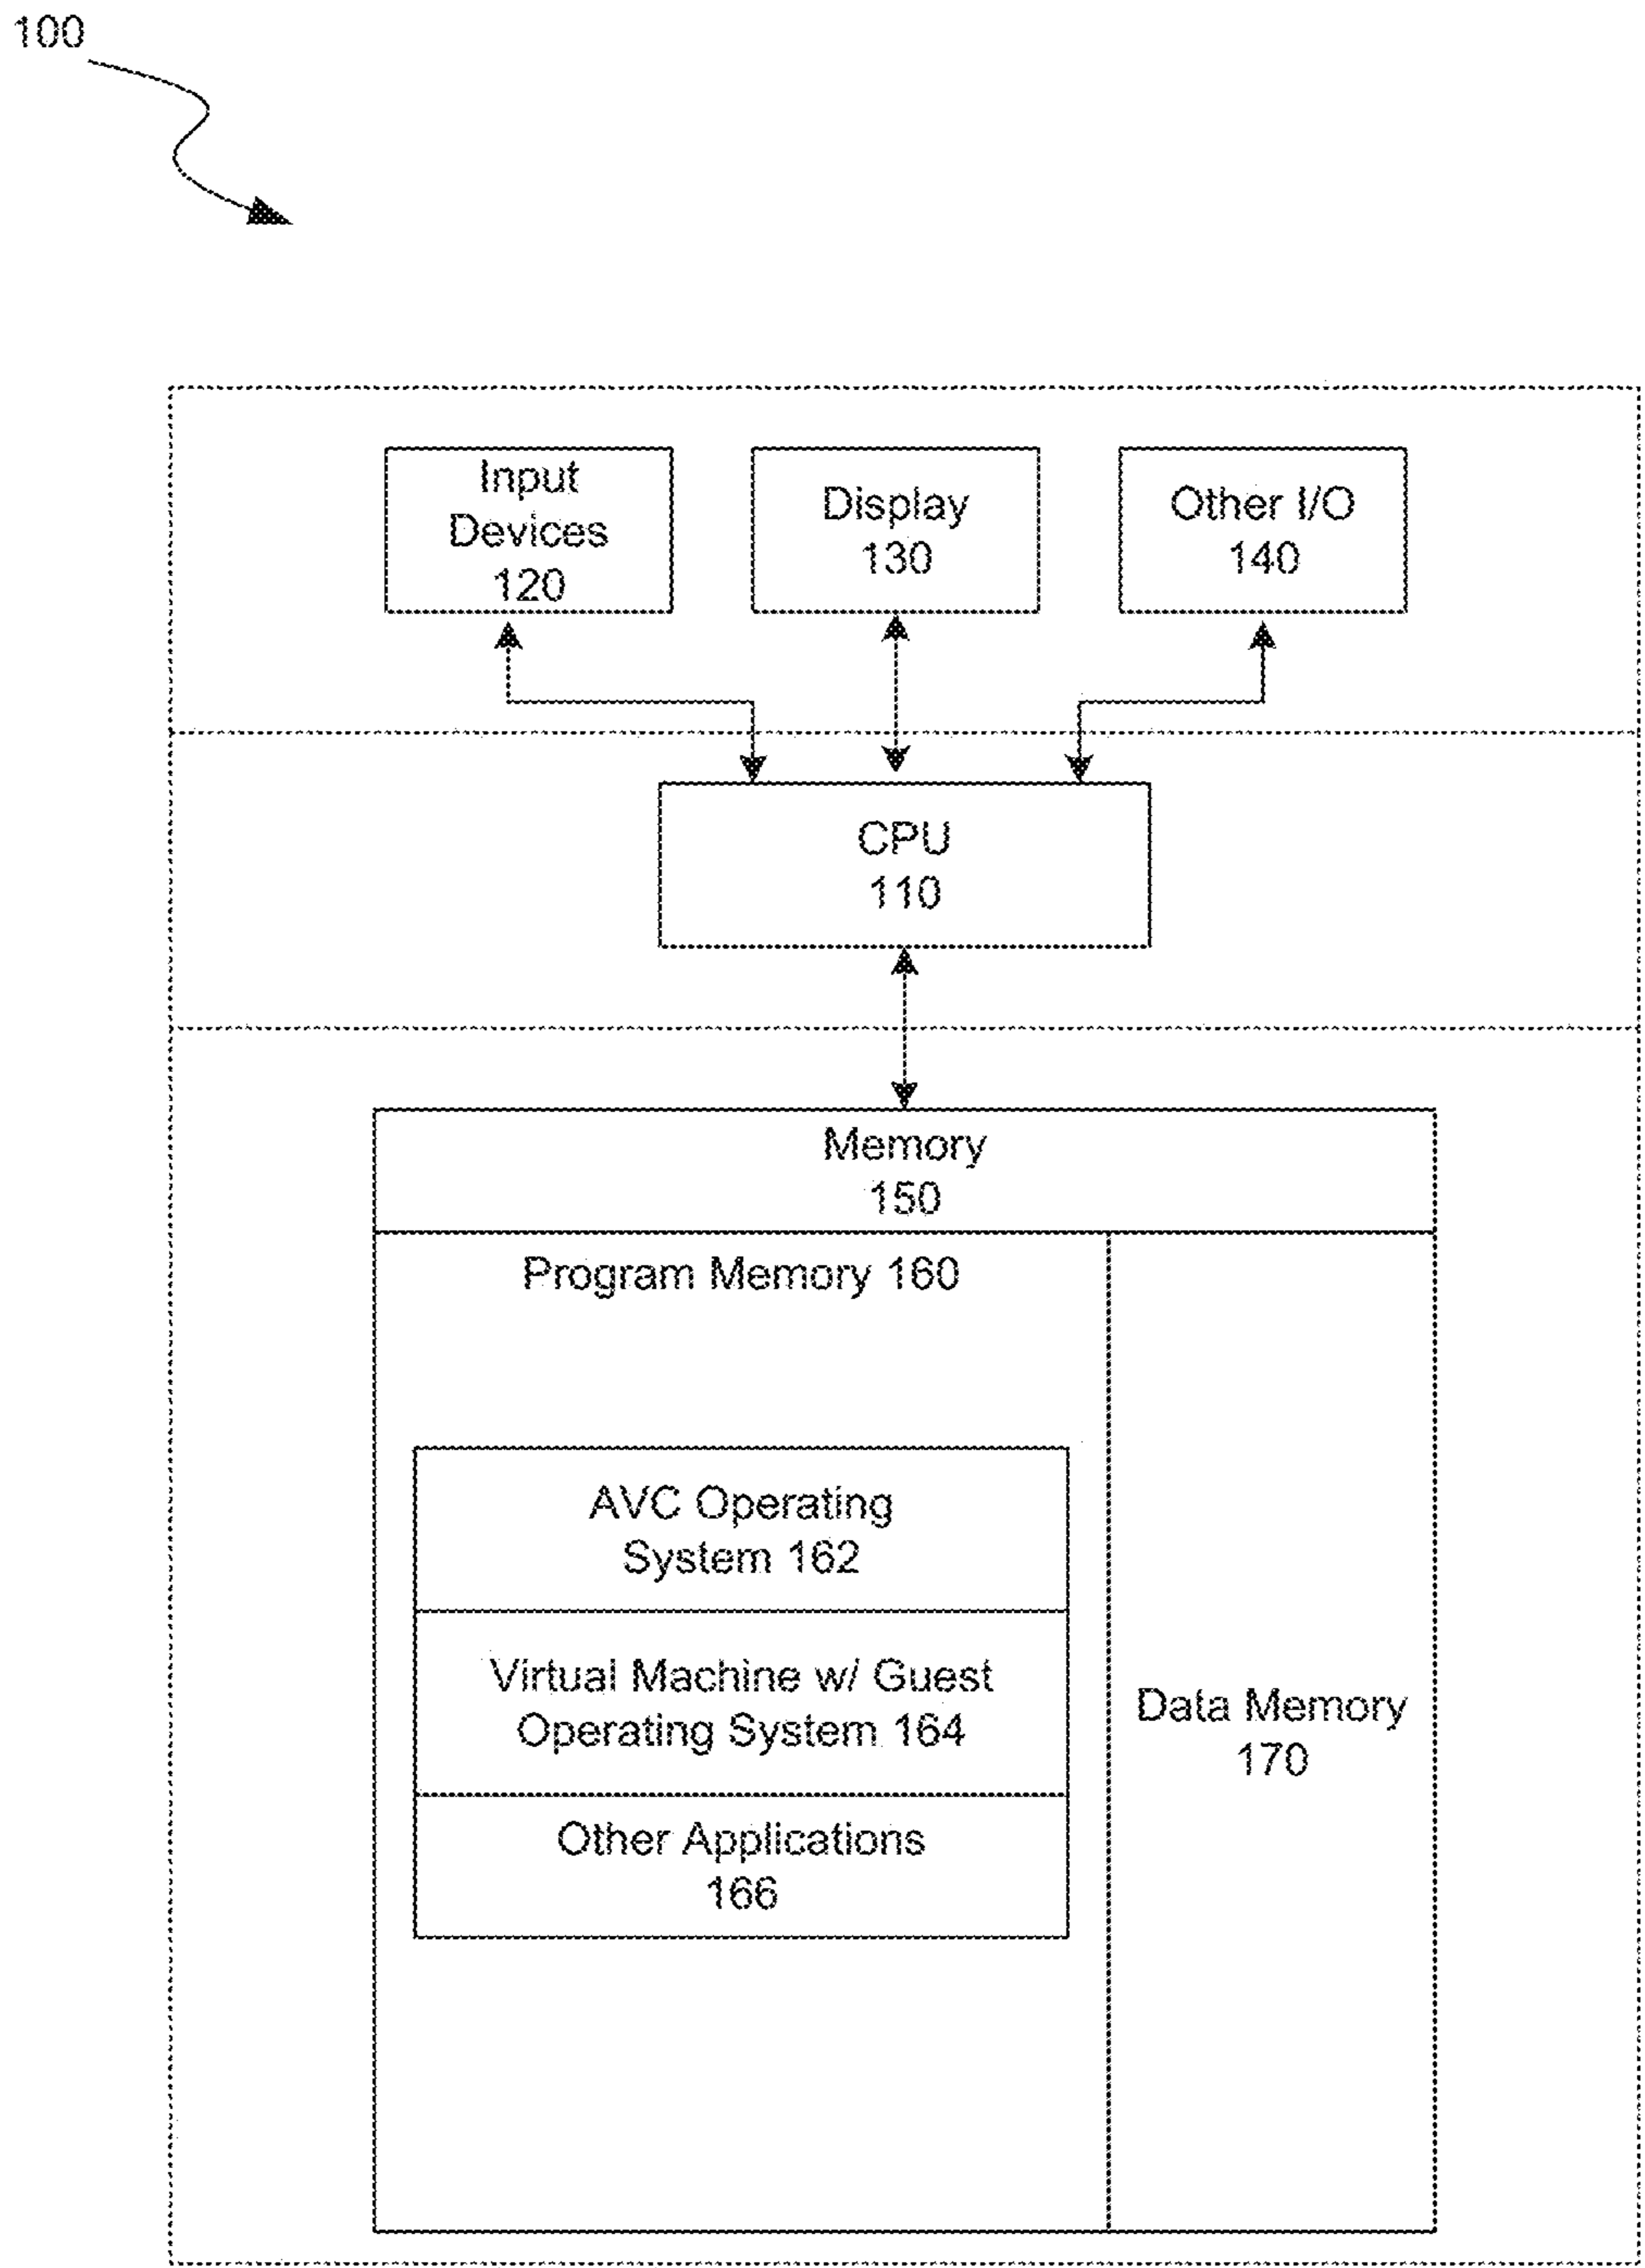 100
Input
Devices
120
Display
130
Other I/O
140
CPU
110
Memory
150
Program Memory 160
AVC Operating
System 162
Virtual Machine w/ Guest
Operating System 164
Other Applications
166
Data Memory
170